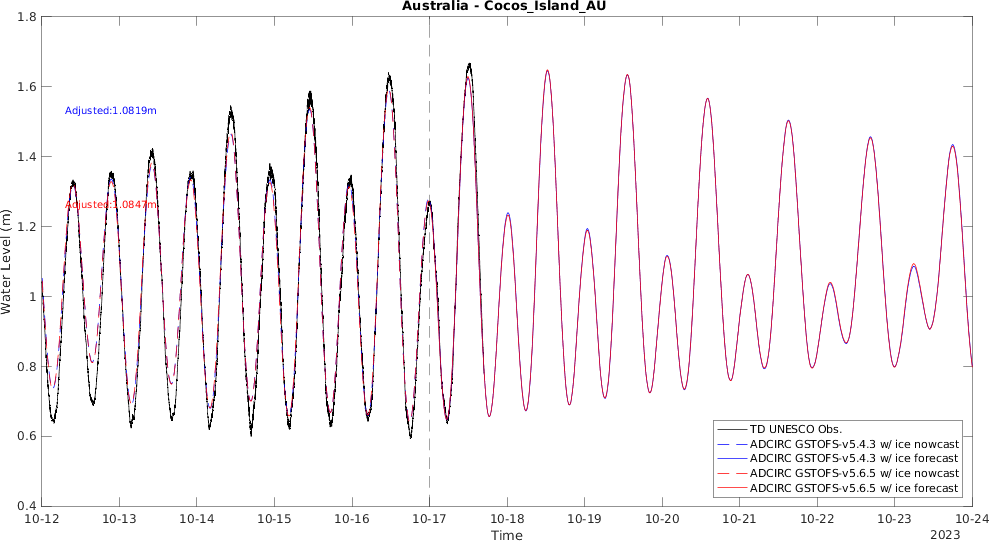 Australia - Cocos_Island_AU
1.8
1.6
1.4
1.2
1
0.8
0.6
0.4
Water Level (m)
Adjusted:1.0819m
Adjusted:1.0847m
TD UNESCO Obs.
ADCIRC GSTOFS-v5.4.3 w/ ice nowcast
ADCIRC GSTOFS-v5.4.3 w/ ice forecast
ADCIRC GSTOFS-v5.6.5 w/ ice nowcast
ADCIRC GSTOFS-v5.6.5 w/ ice forecast
10-12 10-13 10-14 10-15 10-16 10-17 10-18 10-19 10-20 10-21 10-22 10-23 10-24
Time
2023